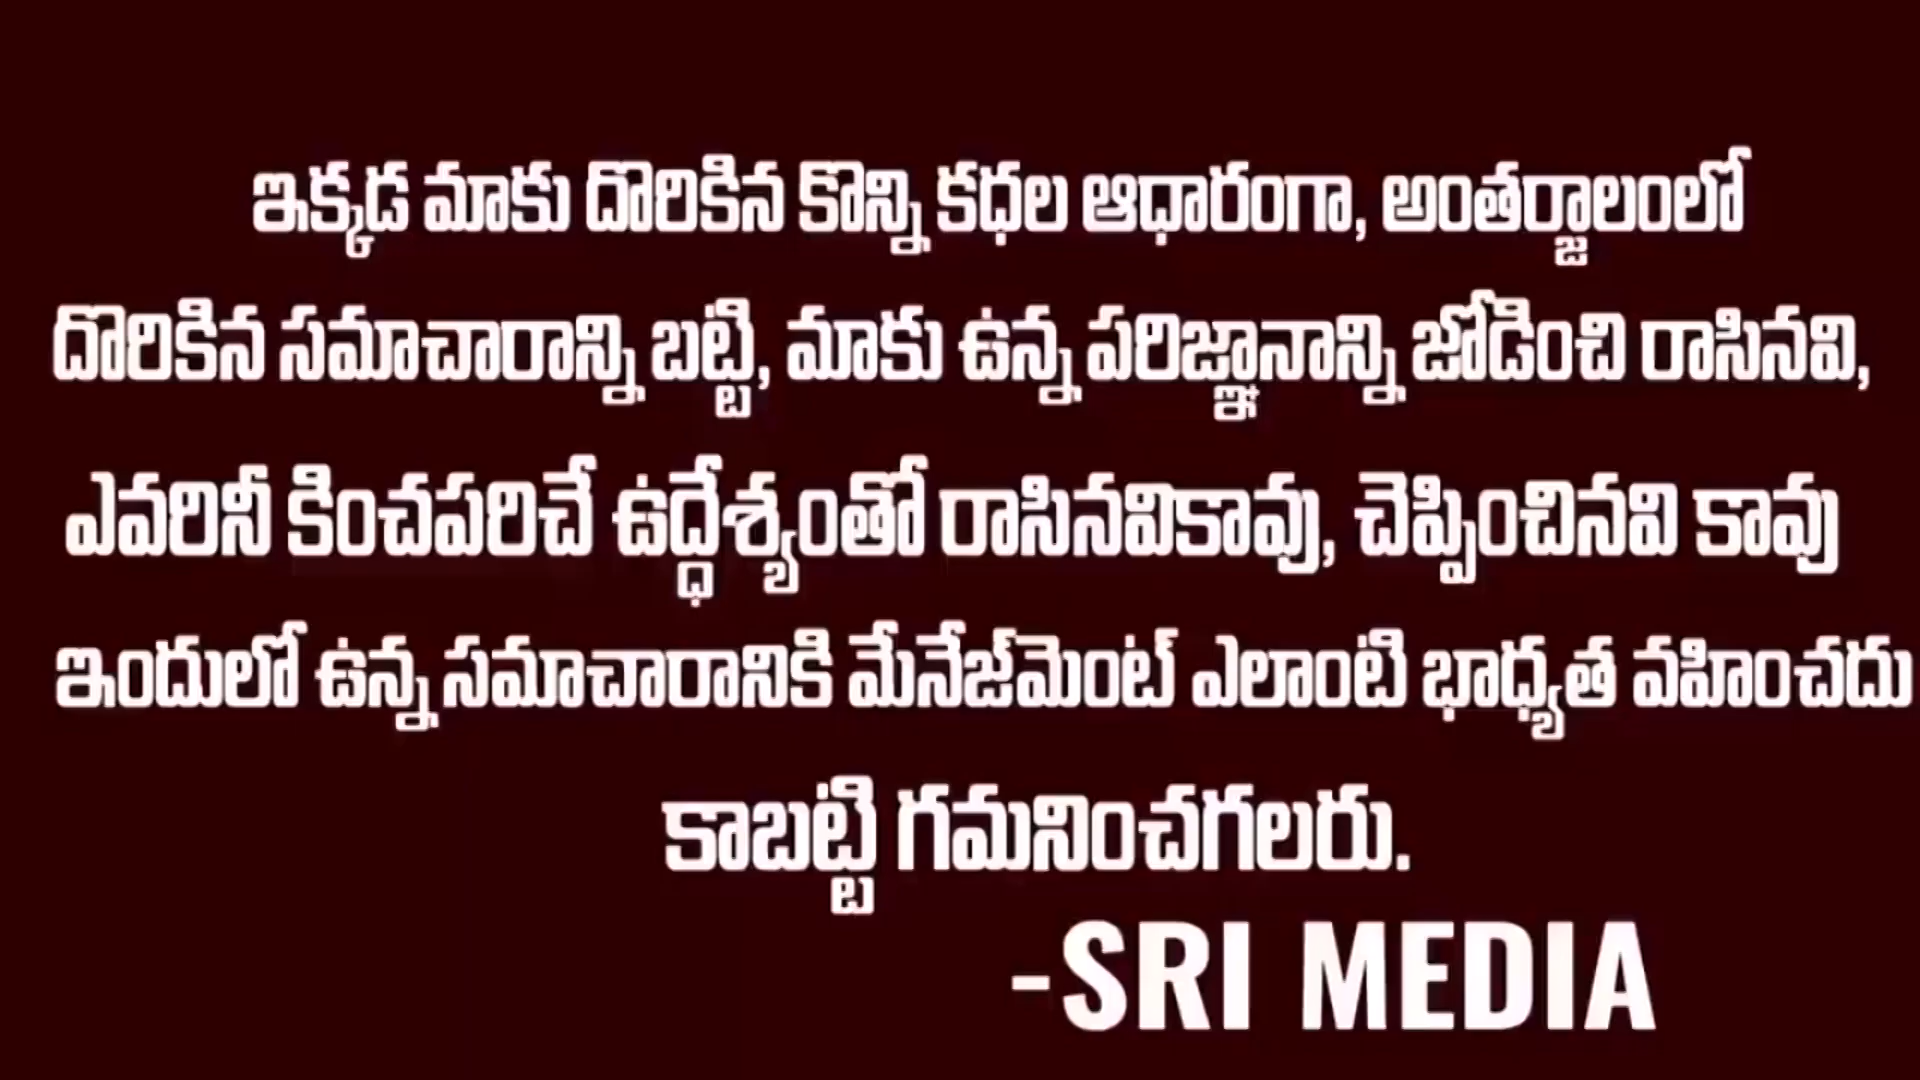 ఇక్కడ మాకు దొరికిన కొన్ని కధల ఆధారంగా, అంతర్జాలంలో
దొరికిన సమాచారాన్ని బట్టి, మాకు ఉన్న పరిజ్ఞానాన్ని జోడించి రాసినవి,
ఎవరినీ కించపరిచే ఉద్ధేశ్యంతో రాసినవికావు, చెప్పించినవి కావు
ఇందులో ఉన్న సమాచారానికి మేనేజ్‌మెంట్ ఎలాంటి భాధ్యత వహించదు
కాబట్టి గమనించగలరు.
-SRI MEDIA